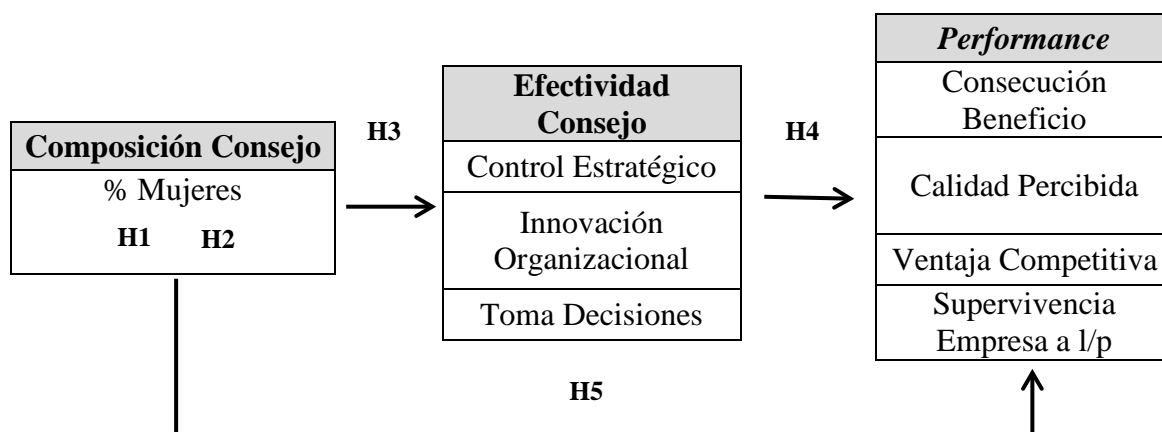 Composición Consejo
% Mujeres
H1 H2
H3
Efectividad
Consejo
Control Estratégico
Innovación
Organizacional
Toma Decisiones
H4
Performance
Consecución
Beneficio
Calidad Percibida
Ventaja Competitiva
Supervivencia
Empresa a l/p
H5